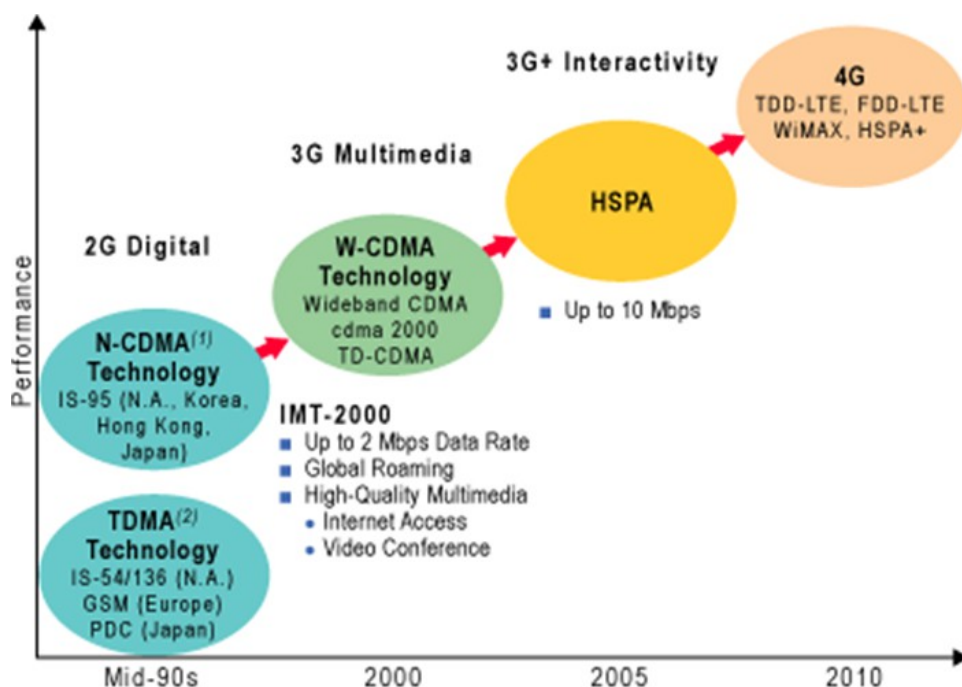 Performance
2G Digital
N-CDMA(1)
Technology
IS-95 (N.A., Korea,
Hong Kong,
Japan)
TDMA(2)
Technology
IS-54/136 (N.A.)
GSM (Europe)
PDC (Japan)
3G Multimedia
W-CDMA
Technology
Wideband CDMA
cdma 2000
TD-CDMA
IMT-2000
Up to 2 Mbps Data Rate
Global Roaming
High-Quality Multimedia
Internet Access
Video Conference
3G+ Interactivity
HSPA
Up to 10 Mbps
4G
TDD-LTE, FDD-LTE
WiMAX, HSPA+
Mid-90s 2000 2005 2010